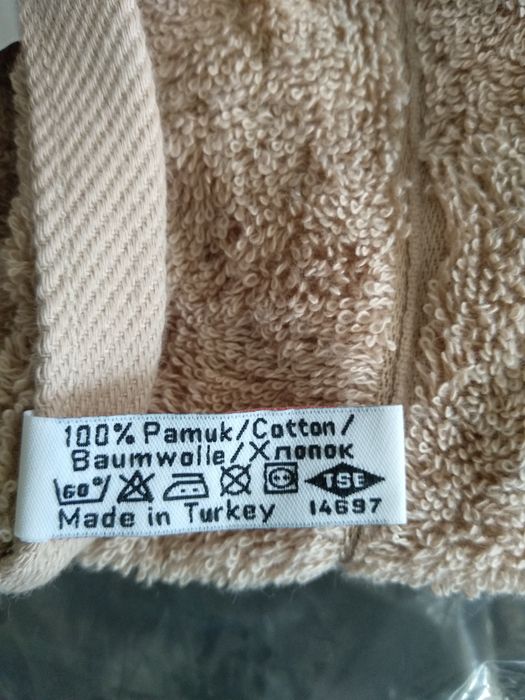 100% Pamuk/Cotton/
Baumwolle/Хлопок
60° TSE
Made in Turkey 14697